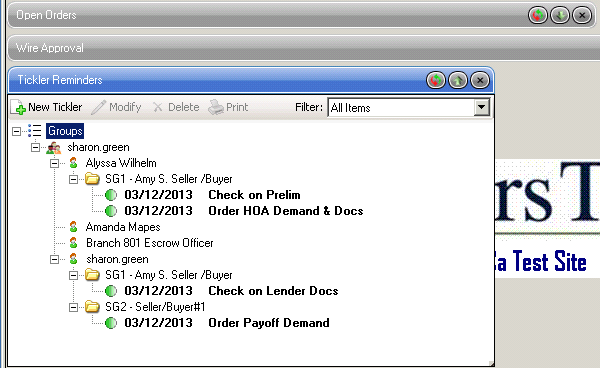 Open Orders
Wire Approval
Tickler Reminders
New Tickler Modify Delete Print Filter: All Items
Groups
sharon.green
Alyssa Wilhelm
SG1 - Amy S. Seller /Buyer
03/12/2013 Check on Prelim
03/12/2013 Order HOA Demand & Docs
Amanda Mapes
Branch 801 Escrow Officer
sharon.green
SG1 - Amy S. Seller /Buyer
03/12/2013 Check on Lender Docs
SG2 - Seller/Buyer#1
03/12/2013 Order Payoff Demand
Test Site